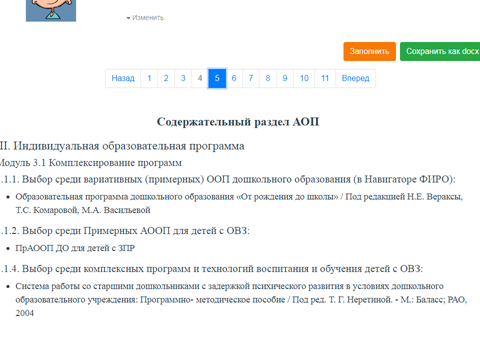 Изменить
Заполнить
Сохранить как docx
Назад 1 2 3 4 5 6 7 8 9 10 11 Вперед
Содержательный раздел АОП
II. Индивидуальная образовательная программа
Модуль 3.1 Комплексирование программ
.1.1. Выбор среди вариативных (примерных) ООП дошкольного образования (в Навигаторе ФИРО):
• Образовательная программа дошкольного образования «От рождения до школы» / Под редакцией Н.Е. Вераксы,
Т.С. Комаровой, М.А. Васильевой
.1.2. Выбор среди Примерных АООП для детей с ОВЗ:
• ПрАООП ДО для детей с ЗПР
.1.4. Выбор среди комплексных программ и технологий воспитания и обучения детей с ОВЗ:
• Система работы со старшими дошкольниками с задержкой психического развития в условиях дошкольного
образовательного учреждения: Программно- методическое пособие / Под ред. Т. Г. Неретиной. - М.: Баласс; РАО,
2004